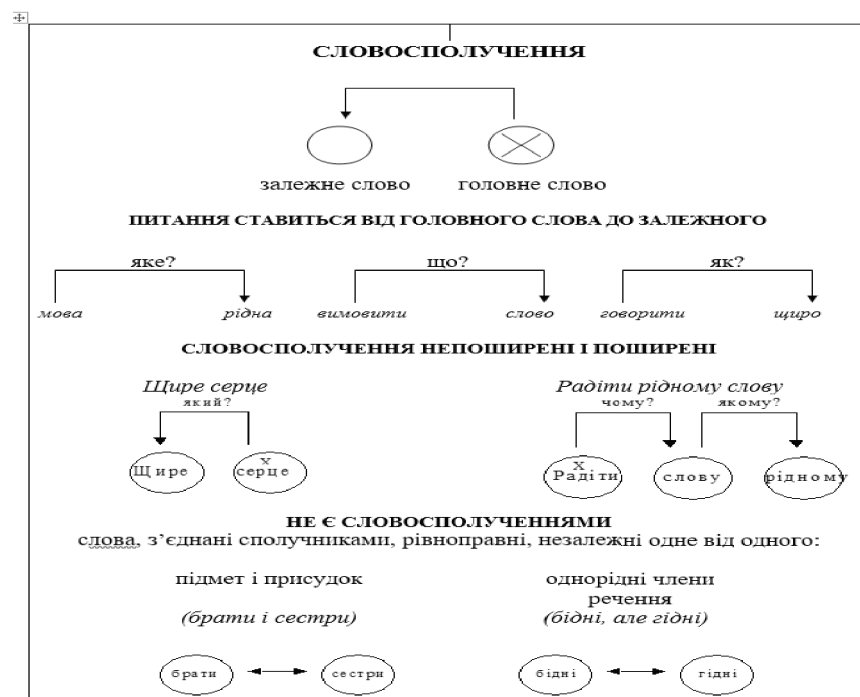 СЛОВОСПОЛУЧЕННЯ
залежне слово головне слово
ПИТАННЯ СТАВИТЬСЯ ВІД ГОЛОВНОГО СЛОВА ДО ЗАЛЕЖНОГО
яке? що? як?
мова рідна вимовити слово говорити щиро
СЛОВОСПОЛУЧЕННЯ НЕПОШИРЕНІ І ПОШИРЕНІ
Щире серце Радіти рідному слову
який? чому? якому?
х Х
Щире серце Радіти слову рідному
НЕ Є СЛОВОСПОЛУЧЕННЯМИ
слова, з’єднані сполучниками, рівноправні, незалежні одне від одного:
підмет і присудок однорідні члени
речення
(брати і сестри) (бідні, але гідні)
брати сестри бідні гідні